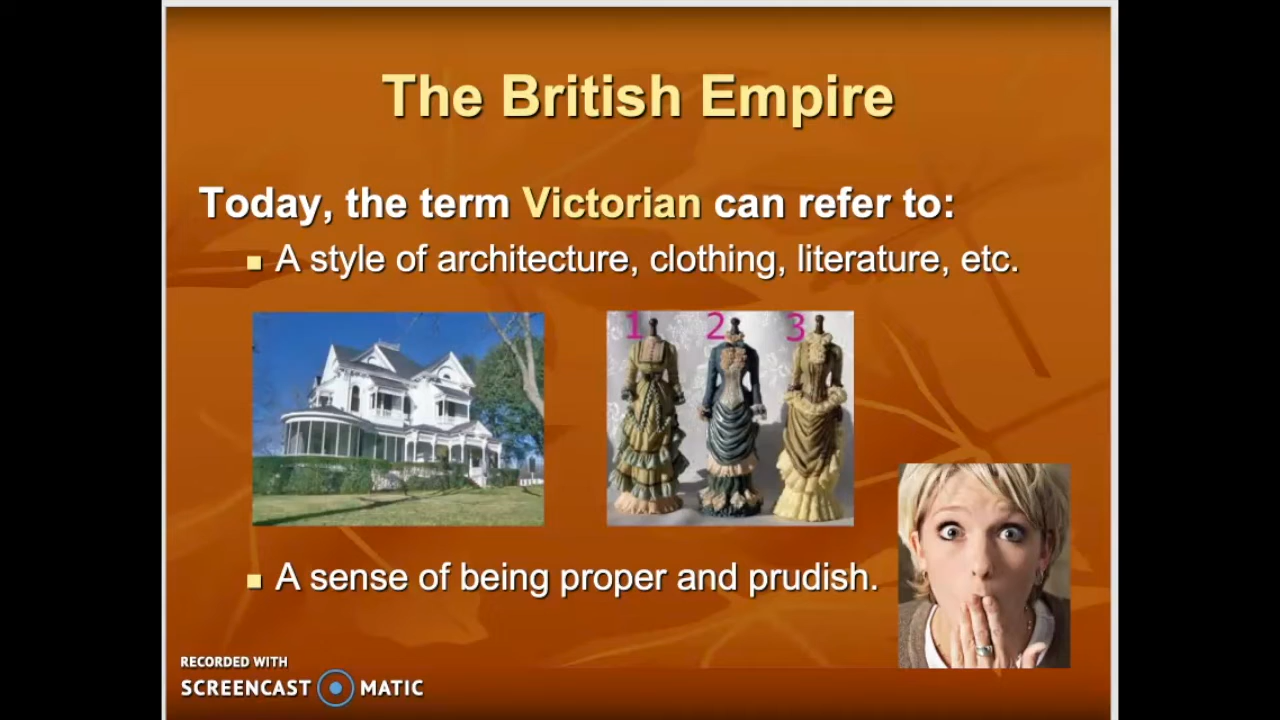 The British Empire
Today, the term Victorian can refer to:
A style of architecture, clothing, literature, etc.
1 2 3
A sense of being proper and prudish.
RECORDED WITH
SCREENCAST MATIC